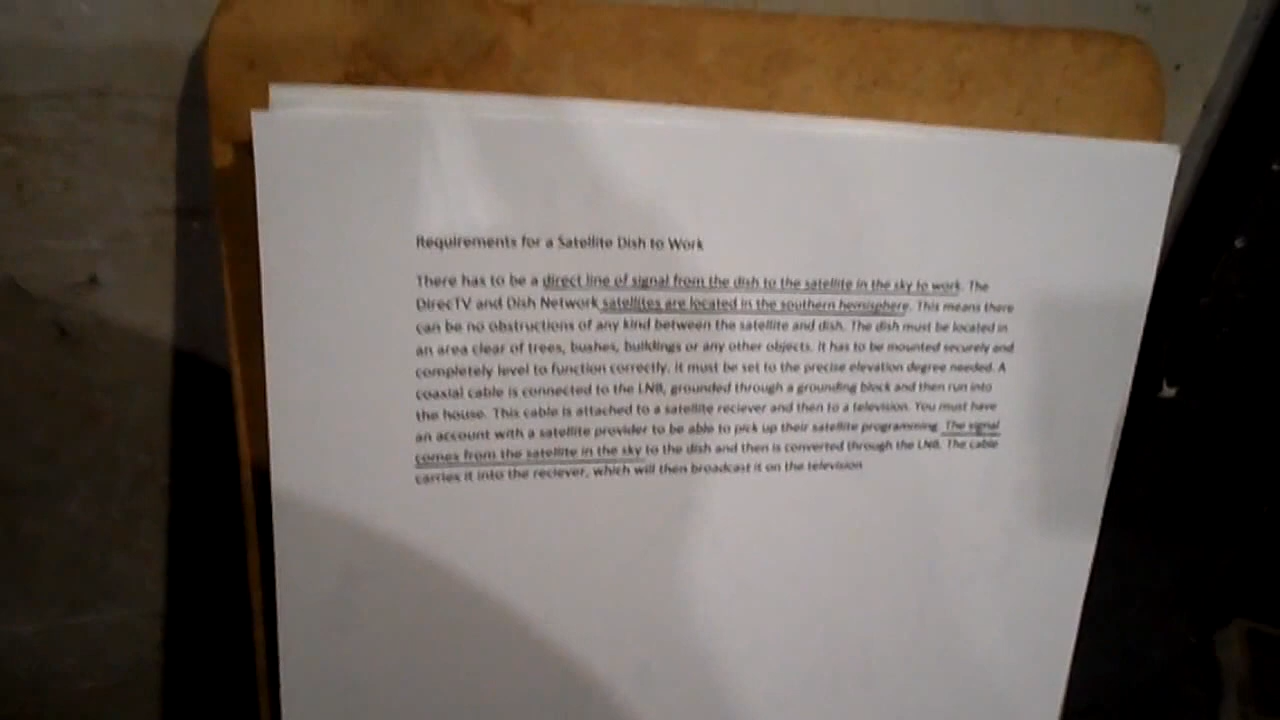 Requirements for a Satellite Dish to Work
There has to be a direct line of signal from the dish to the satellite in the sky to work. The
DirecTV and Dish Network satellites are located in the southern hemisphere. This means there
can be no obstructions of any kind between the satellite and dish. The dish must be located in
an area clear of trees, bushes, buildings or any other objects. It has to be mounted securely and
completely level to function correctly. It must be set to the precise elevation degree needed. A
coaxial cable is connected to the LNB, grounded through a grounding block and then run into
the house. This cable is attached to a satellite reciever and then to a television. You must have
an account with a satellite provider to be able to pick up their satellite programming. The signal
comes from the satellite in the sky to the dish and then is converted through the LNB. The cable
carries it into the reciever, which will then broadcast it on the television